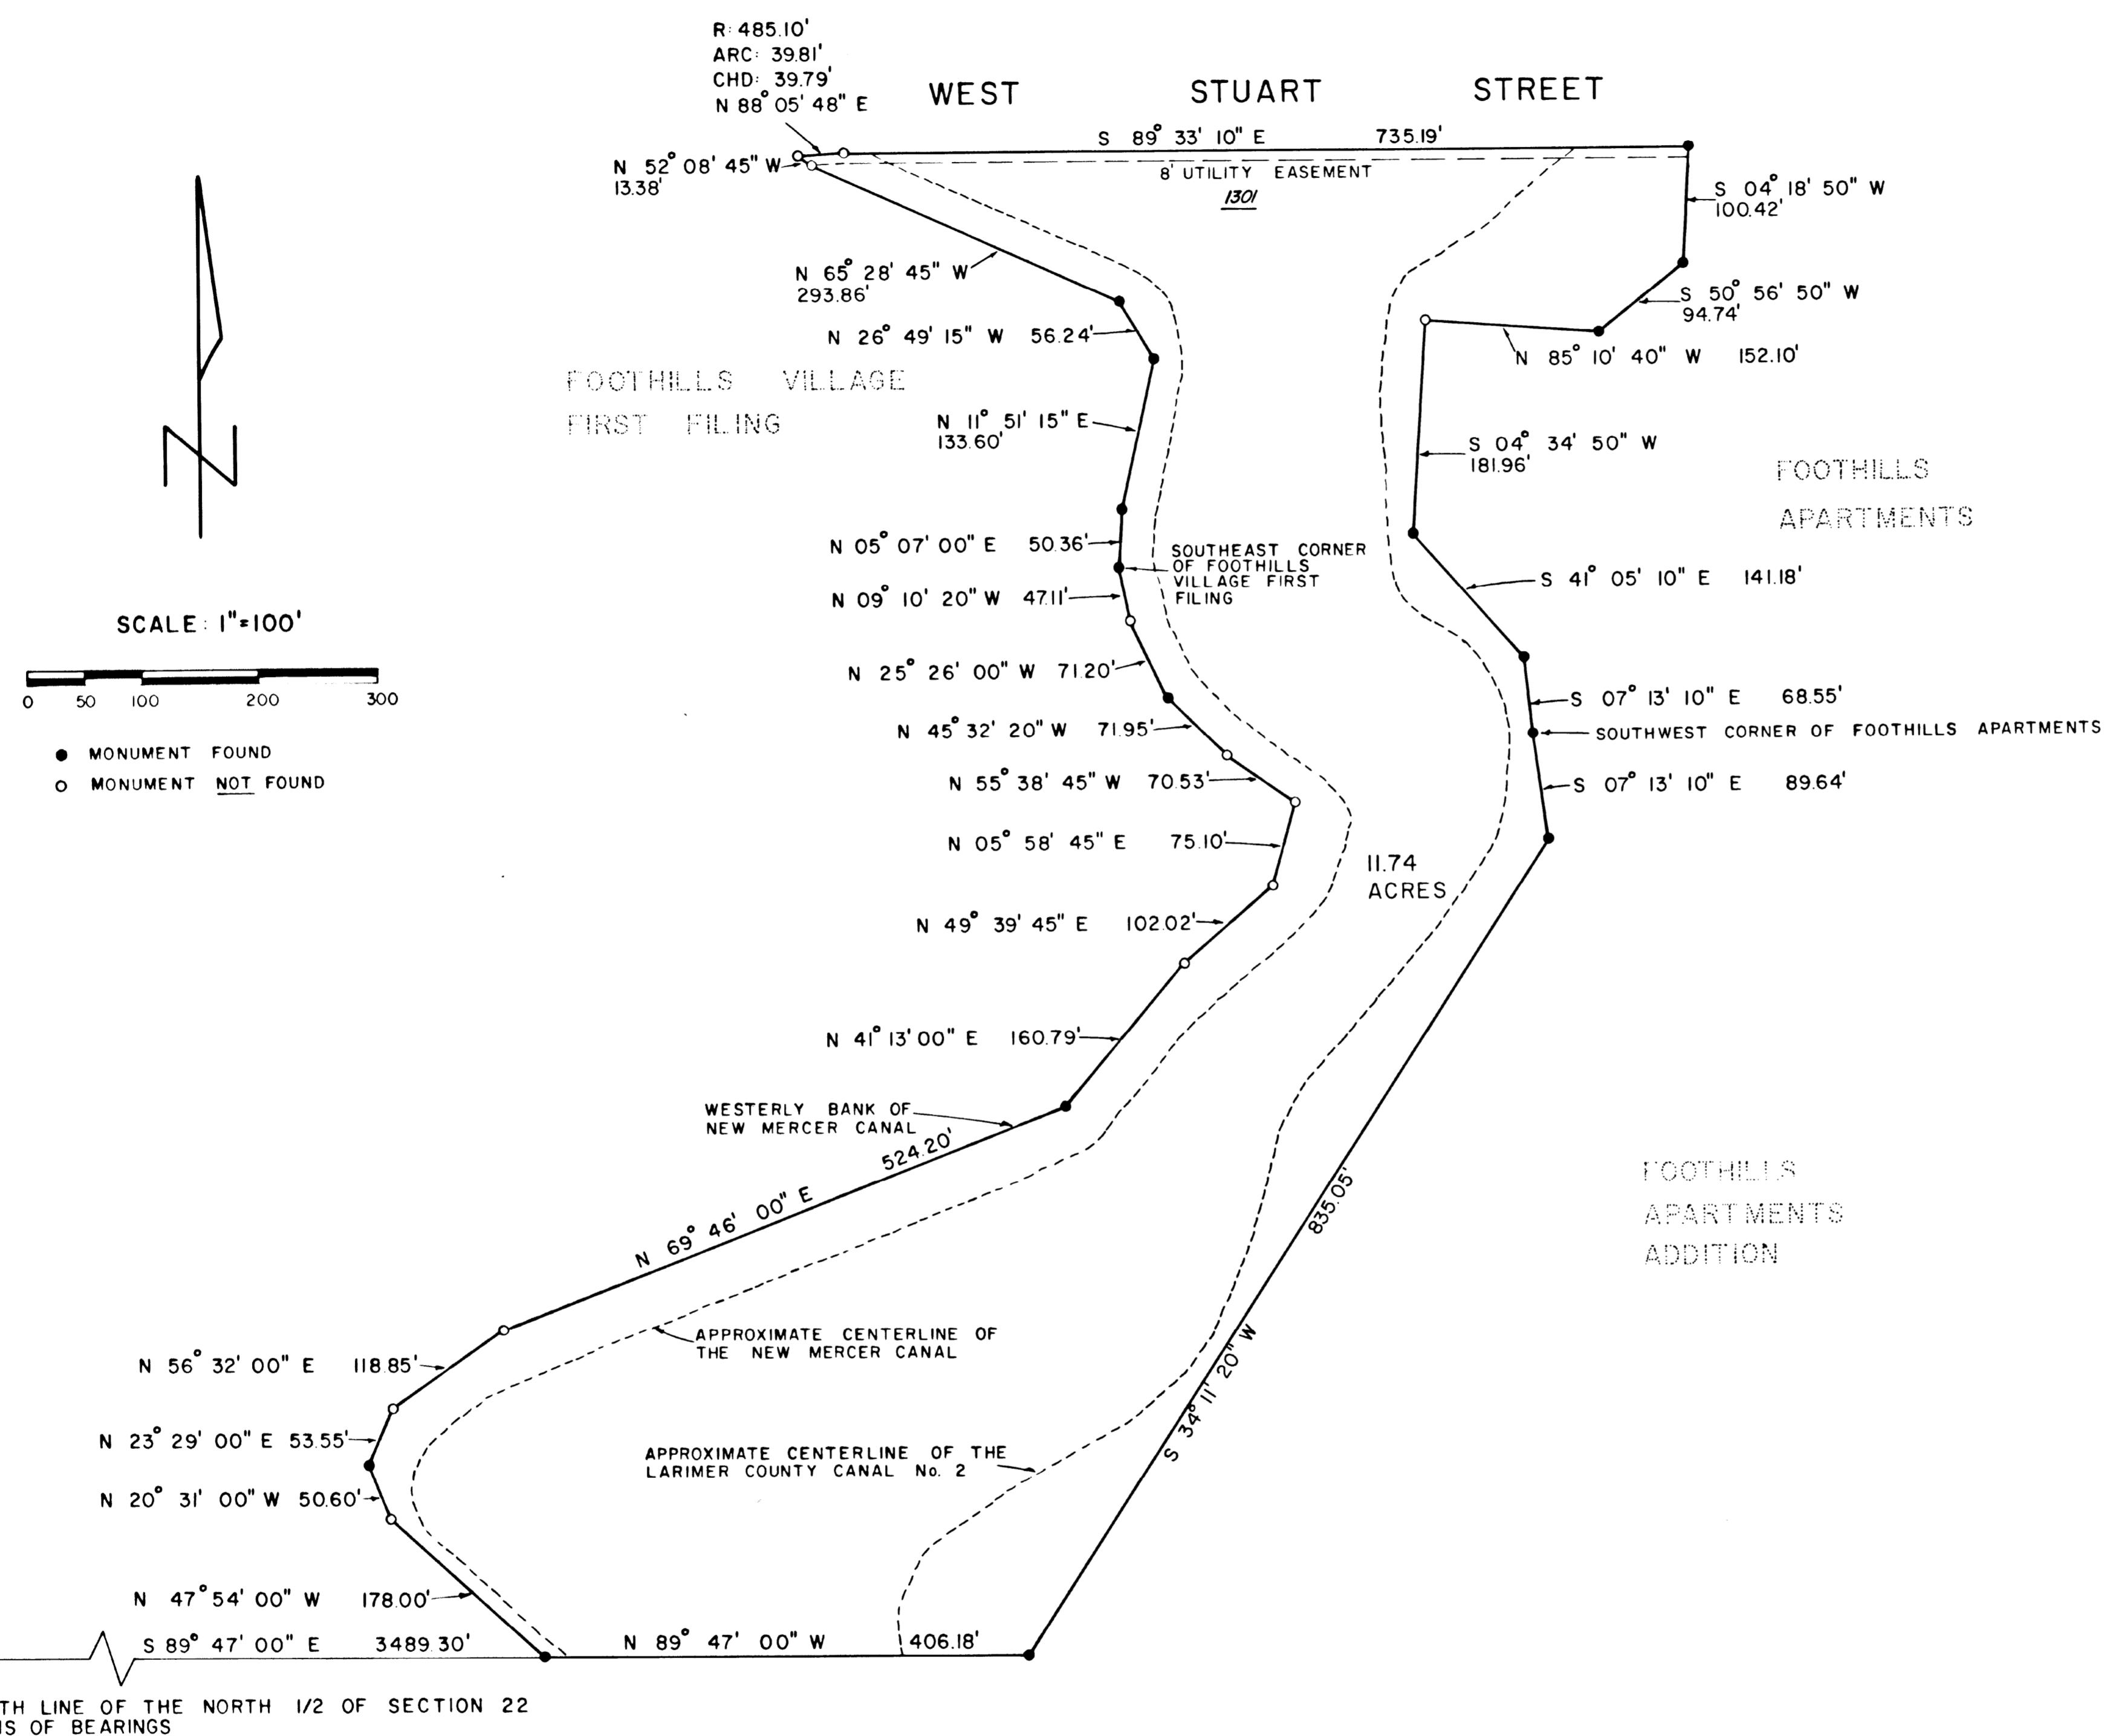 R: 485.10'
ARC: 39.81'
CHD: 39.79'
N 88° 05' 48" E
WEST STUART STREET
S 89° 33' 10" E 735.19'
8' UTILITY EASEMENT
1301
N 52° 08' 45" W
13.38'
S 04° 18' 50" W
100.42'
N 65° 28' 45" W
293.86'
S 50° 56' 50" W
94.74'
N 26° 49' 15" W 56.24'
N 85° 10' 40" W 152.10'
FOOTHILLS VILLAGE
FIRST FILING
N 11° 51' 15" E
133.60'
S 04° 34' 50" W
181.96'
FOOTHILLS
APARTMENTS
N 05° 07' 00" E 50.36'
SOUTHEAST CORNER
OF FOOTHILLS
VILLAGE FIRST
FILING
N 09° 10' 20" W 47.11'
S 41° 05' 10" E 141.18'
SCALE: 1"=100'
0 50 100 200 300
N 25° 26' 00" W 71.20'
S 07° 13' 10" E 68.55'
N 45° 32' 20" W 71.95'
SOUTHWEST CORNER OF FOOTHILLS APARTMENTS
MONUMENT FOUND
MONUMENT NOT FOUND
N 55° 38' 45" W 70.53'
S 07° 13' 10" E 89.64'
N 05° 58' 45" E 75.10'
11.74
ACRES
N 49° 39' 45" E 102.02'
N 41° 13' 00" E 160.79'
WESTERLY BANK OF
NEW MERCER CANAL
N 69° 46' 00" E 524.20'
S 34° 11' 20" W 835.05'
FOOTHILLS
APARTMENTS
ADDITION
APPROXIMATE CENTERLINE OF
THE NEW MERCER CANAL
N 56° 32' 00" E 118.85'
N 23° 29' 00" E 53.55'
APPROXIMATE CENTERLINE OF THE
LARIMER COUNTY CANAL No. 2
N 20° 31' 00" W 50.60'
N 47° 54' 00" W 178.00'
S 89° 47' 00" E 3489.30'
N 89° 47' 00" W 406.18'
TH LINE OF THE NORTH 1/2 OF SECTION 22
IS OF BEARINGS
N